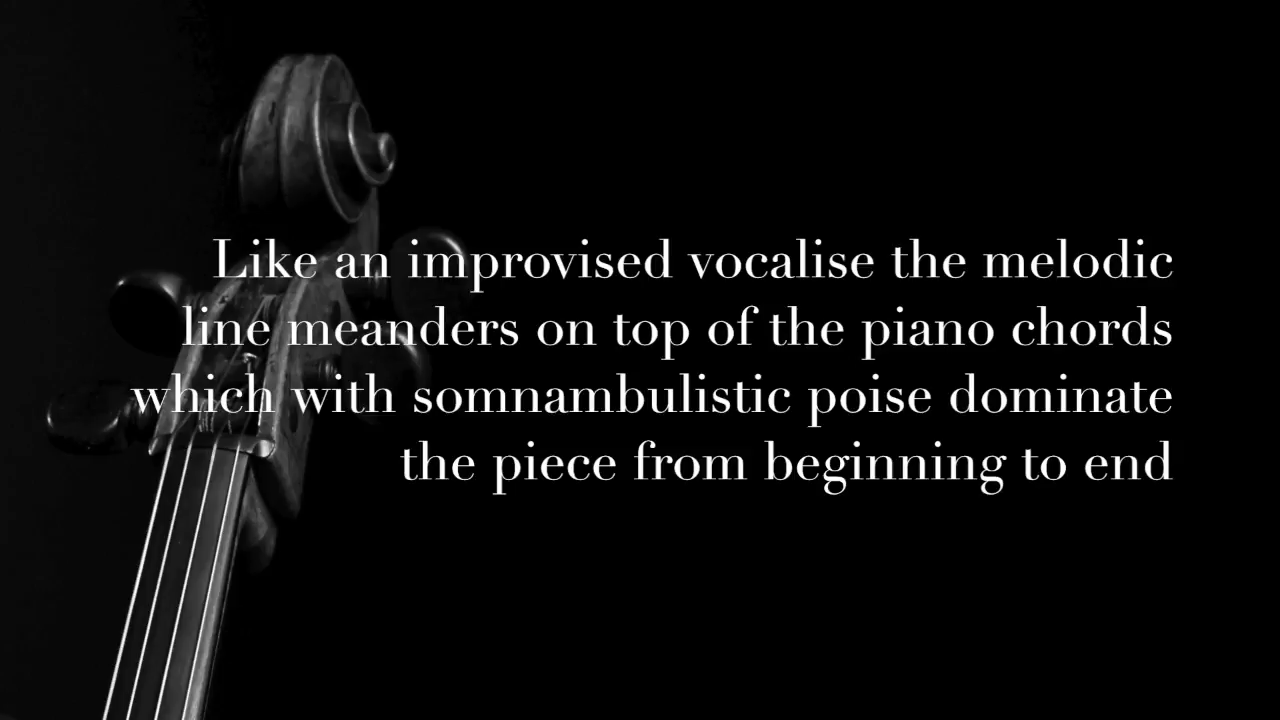 Like an improvised vocalise the melodic
line meanders on top of the piano chords
which with somnambulistic poise dominate
the piece from beginning to end